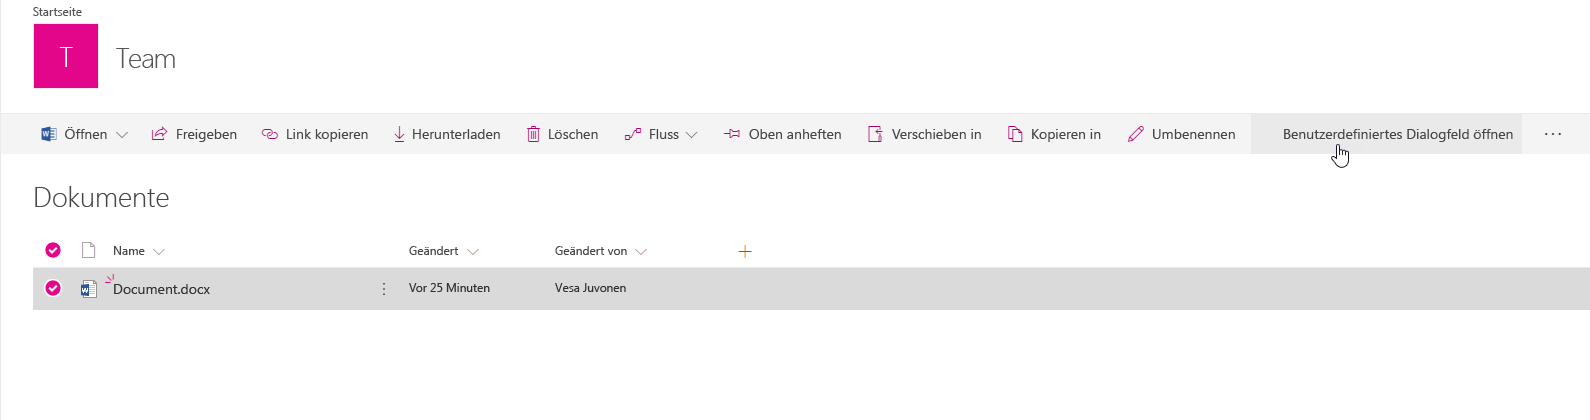 Startseite
T
Team
Öffnen Freigeben Link kopieren Herunterladen Löschen Fluss Oben anheften Verschieben in Kopieren in Umbenennen Benutzerdefiniertes Dialogfeld öffnen ...
Dokumente
Name Geändert Geändert von
Document.docx Vor 25 Minuten Vesa Juvonen